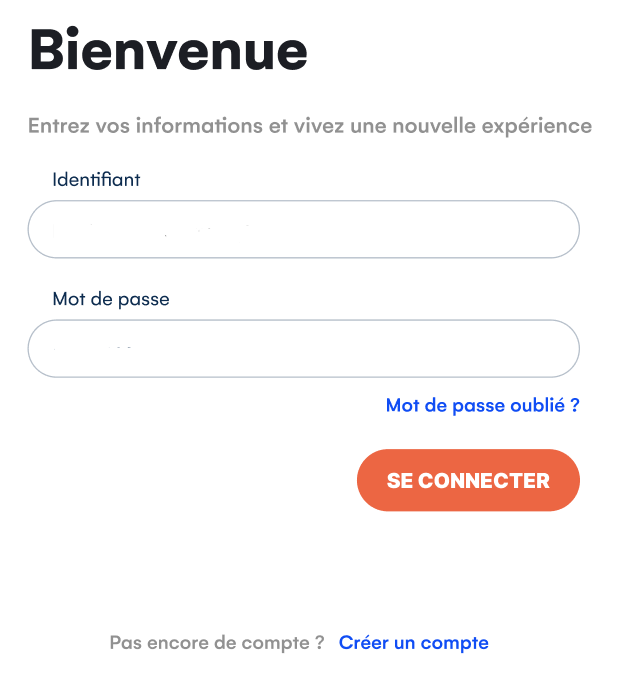 Bienvenue
Entrez vos informations et vivez une nouvelle expérience
Identifiant
Mot de passe
Mot de passe oublié ?
SE CONNECTER
Pas encore de compte ? Créer un compte